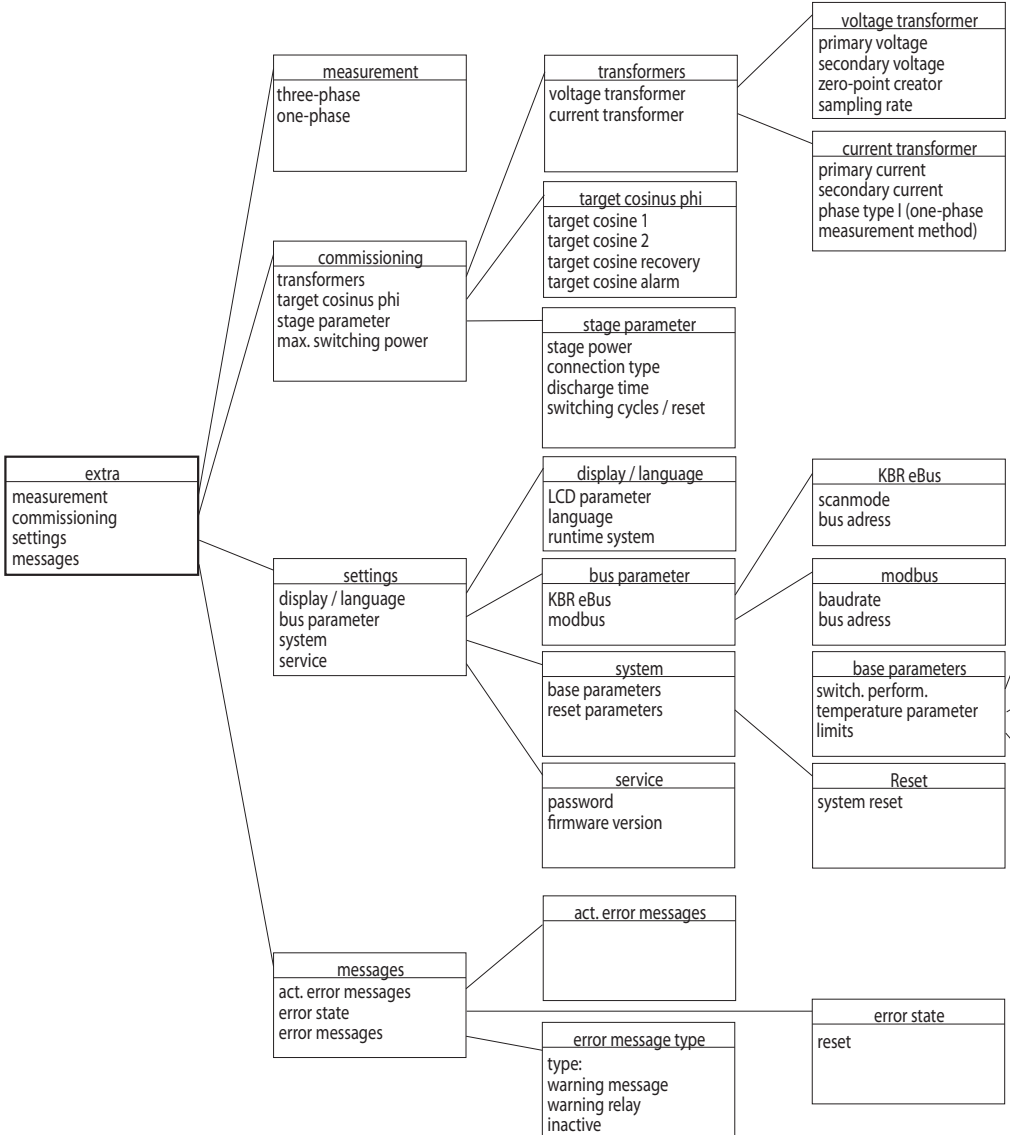 extra
measurement
commissioning
settings
messages
measurement
three-phase
one-phase
commissioning
transformers
target cosinus phi
stage parameter
max. switching power
settings
display / language
bus parameter
system
service
messages
act. error messages
error state
error messages
transformers
voltage transformer
current transformer
target cosinus phi
target cosine 1
target cosine 2
target cosine recovery
target cosine alarm
stage parameter
stage power
connection type
discharge time
switching cycles / reset
display / language
LCD parameter
language
runtime system
bus parameter
KBR eBus
modbus
system
base parameters
reset parameters
service
password
firmware version
act. error messages
error message type
type:
warning message
warning relay
inactive
voltage transformer
primary voltage
secondary voltage
zero-point creator
sampling rate
current transformer
primary current
secondary current
phase type I (one-phase
measurement method)
KBR eBus
scanmode
bus adress
modbus
baudrate
bus adress
base parameters
switch. perform.
temperature parameter
limits
Reset
system reset
error state
reset